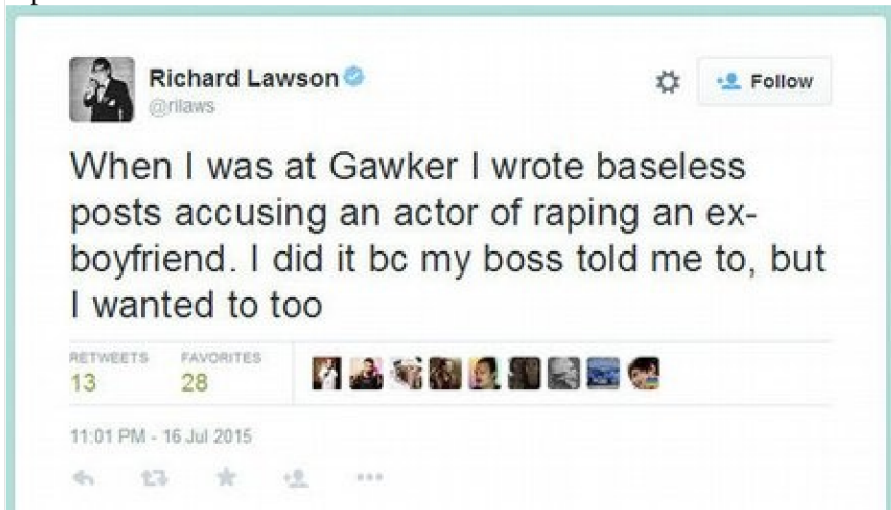 Richard Lawson
@rilaws
Follow
When I was at Gawker I wrote baseless
posts accusing an actor of raping an ex-
boyfriend. I did it bc my boss told me to, but
I wanted to too
RETWEETS FAVORITES
13 28
11:01 PM - 16 Jul 2015